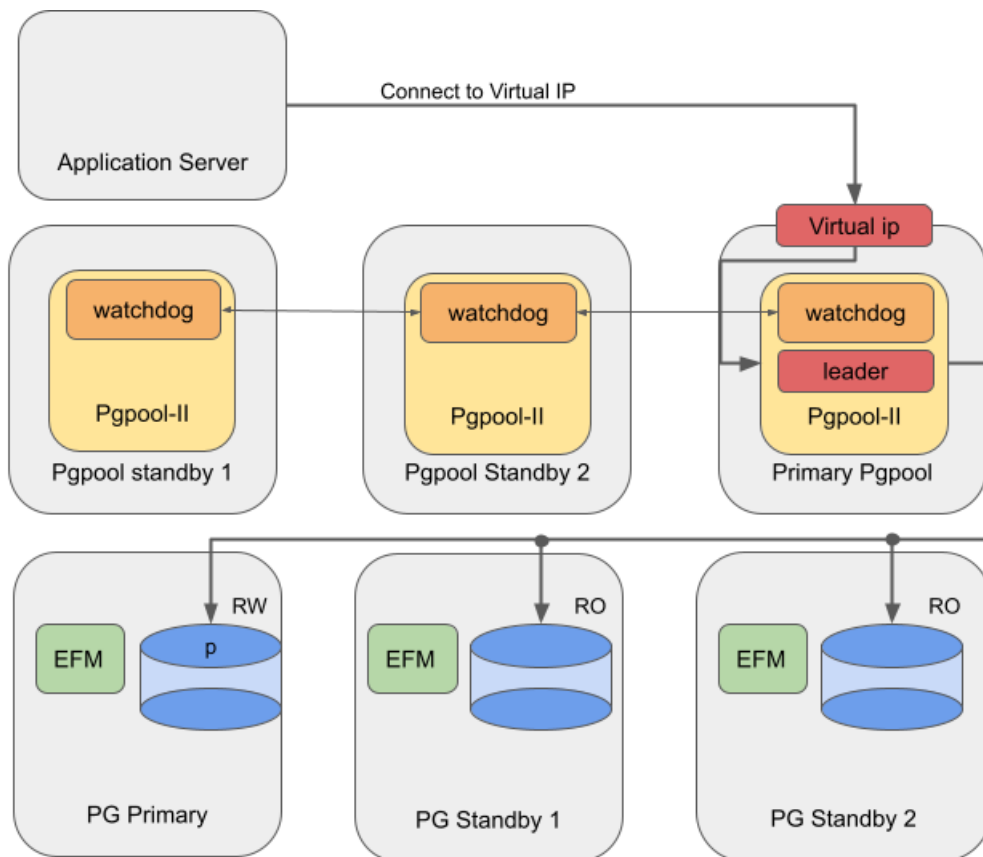 Connect to Virtual IP
Application Server
Virtual ip
watchdog
watchdog
watchdog
leader
Pgpool-II
Pgpool-II
Pgpool-II
Pgpool standby 1
Pgpool Standby 2
Primary Pgpool
RW
RO
RO
p
EFM
EFM
EFM
PG Primary
PG Standby 1
PG Standby 2